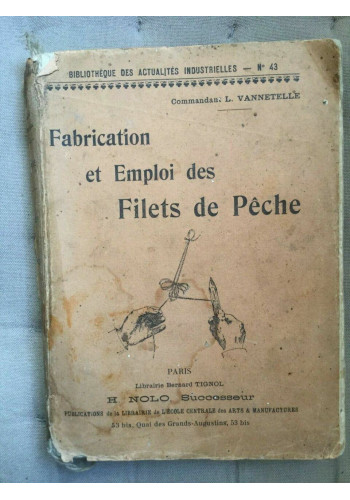 BIBLIOTHÈQUE DES ACTUALITÉS INDUSTRIELLES — N° 43
Commandan. L. VANNETELLE
Fabrication
et Emploi des
Filets de Pêche
PARIS
Librairie Bernard TIGNOL
H. NOLO, Successeur
PUBLICATIONS de la LIBRAIRIE de L'ÉCOLE CENTRALE des ARTS & MANUFACTURES
53 bis, Quai des Grands-Augustins, 53 bis